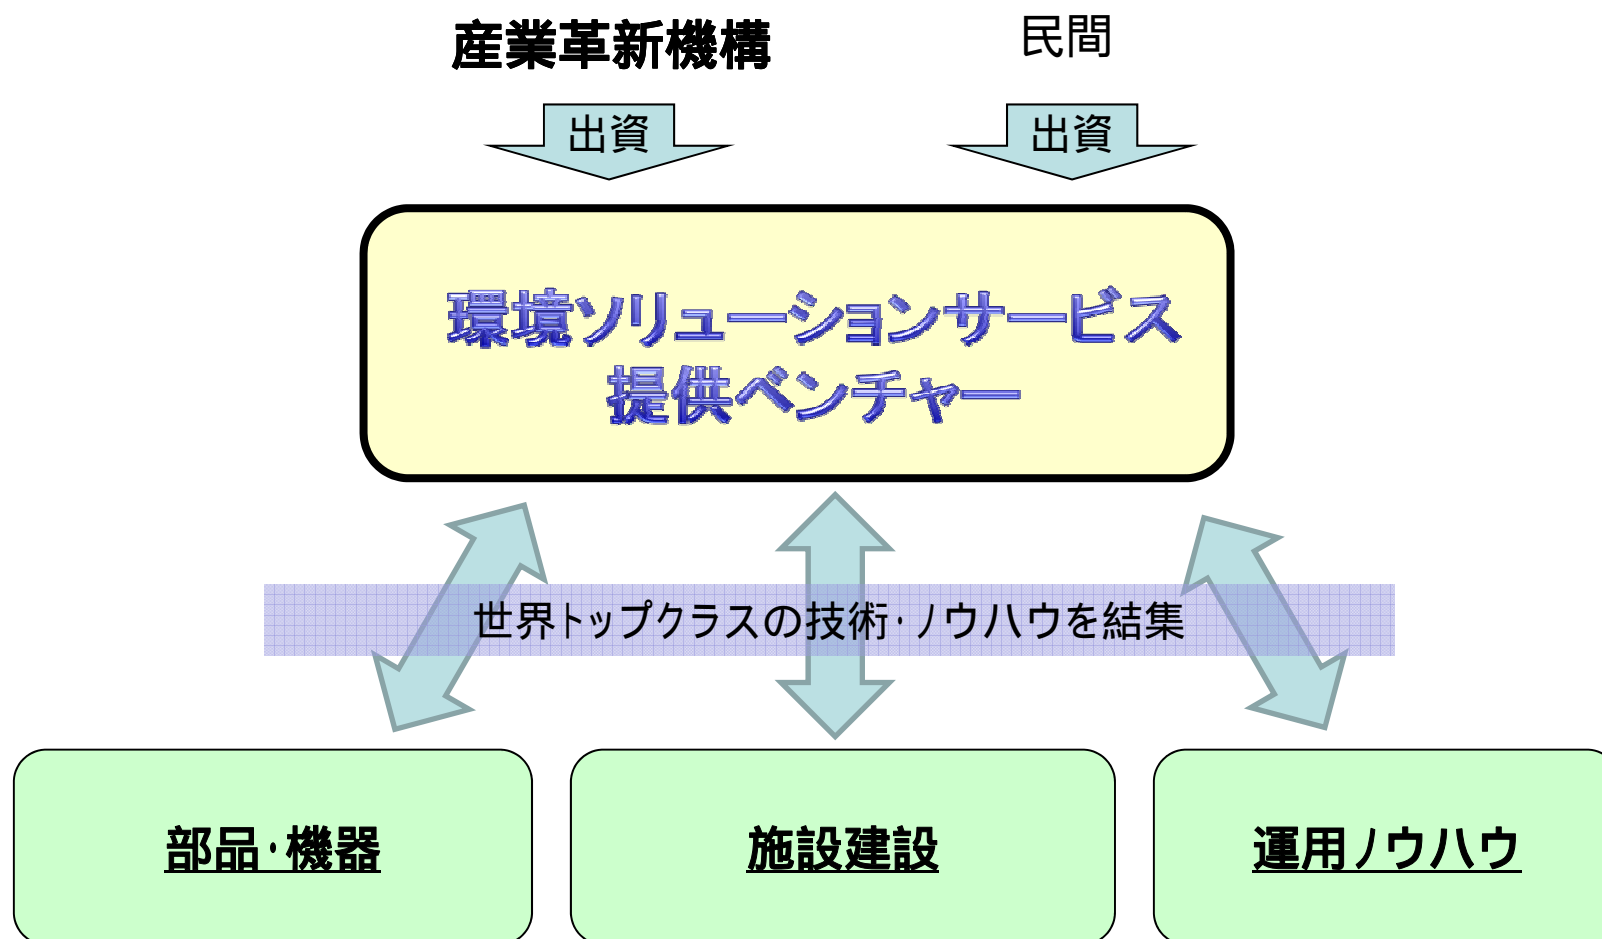 産業革新機構
民間
出資
出資
環境ソリューションサービス
提供ベンチャー
世界トップクラスの技術・ノウハウを結集
部品・機器
施設建設
運用ノウハウ